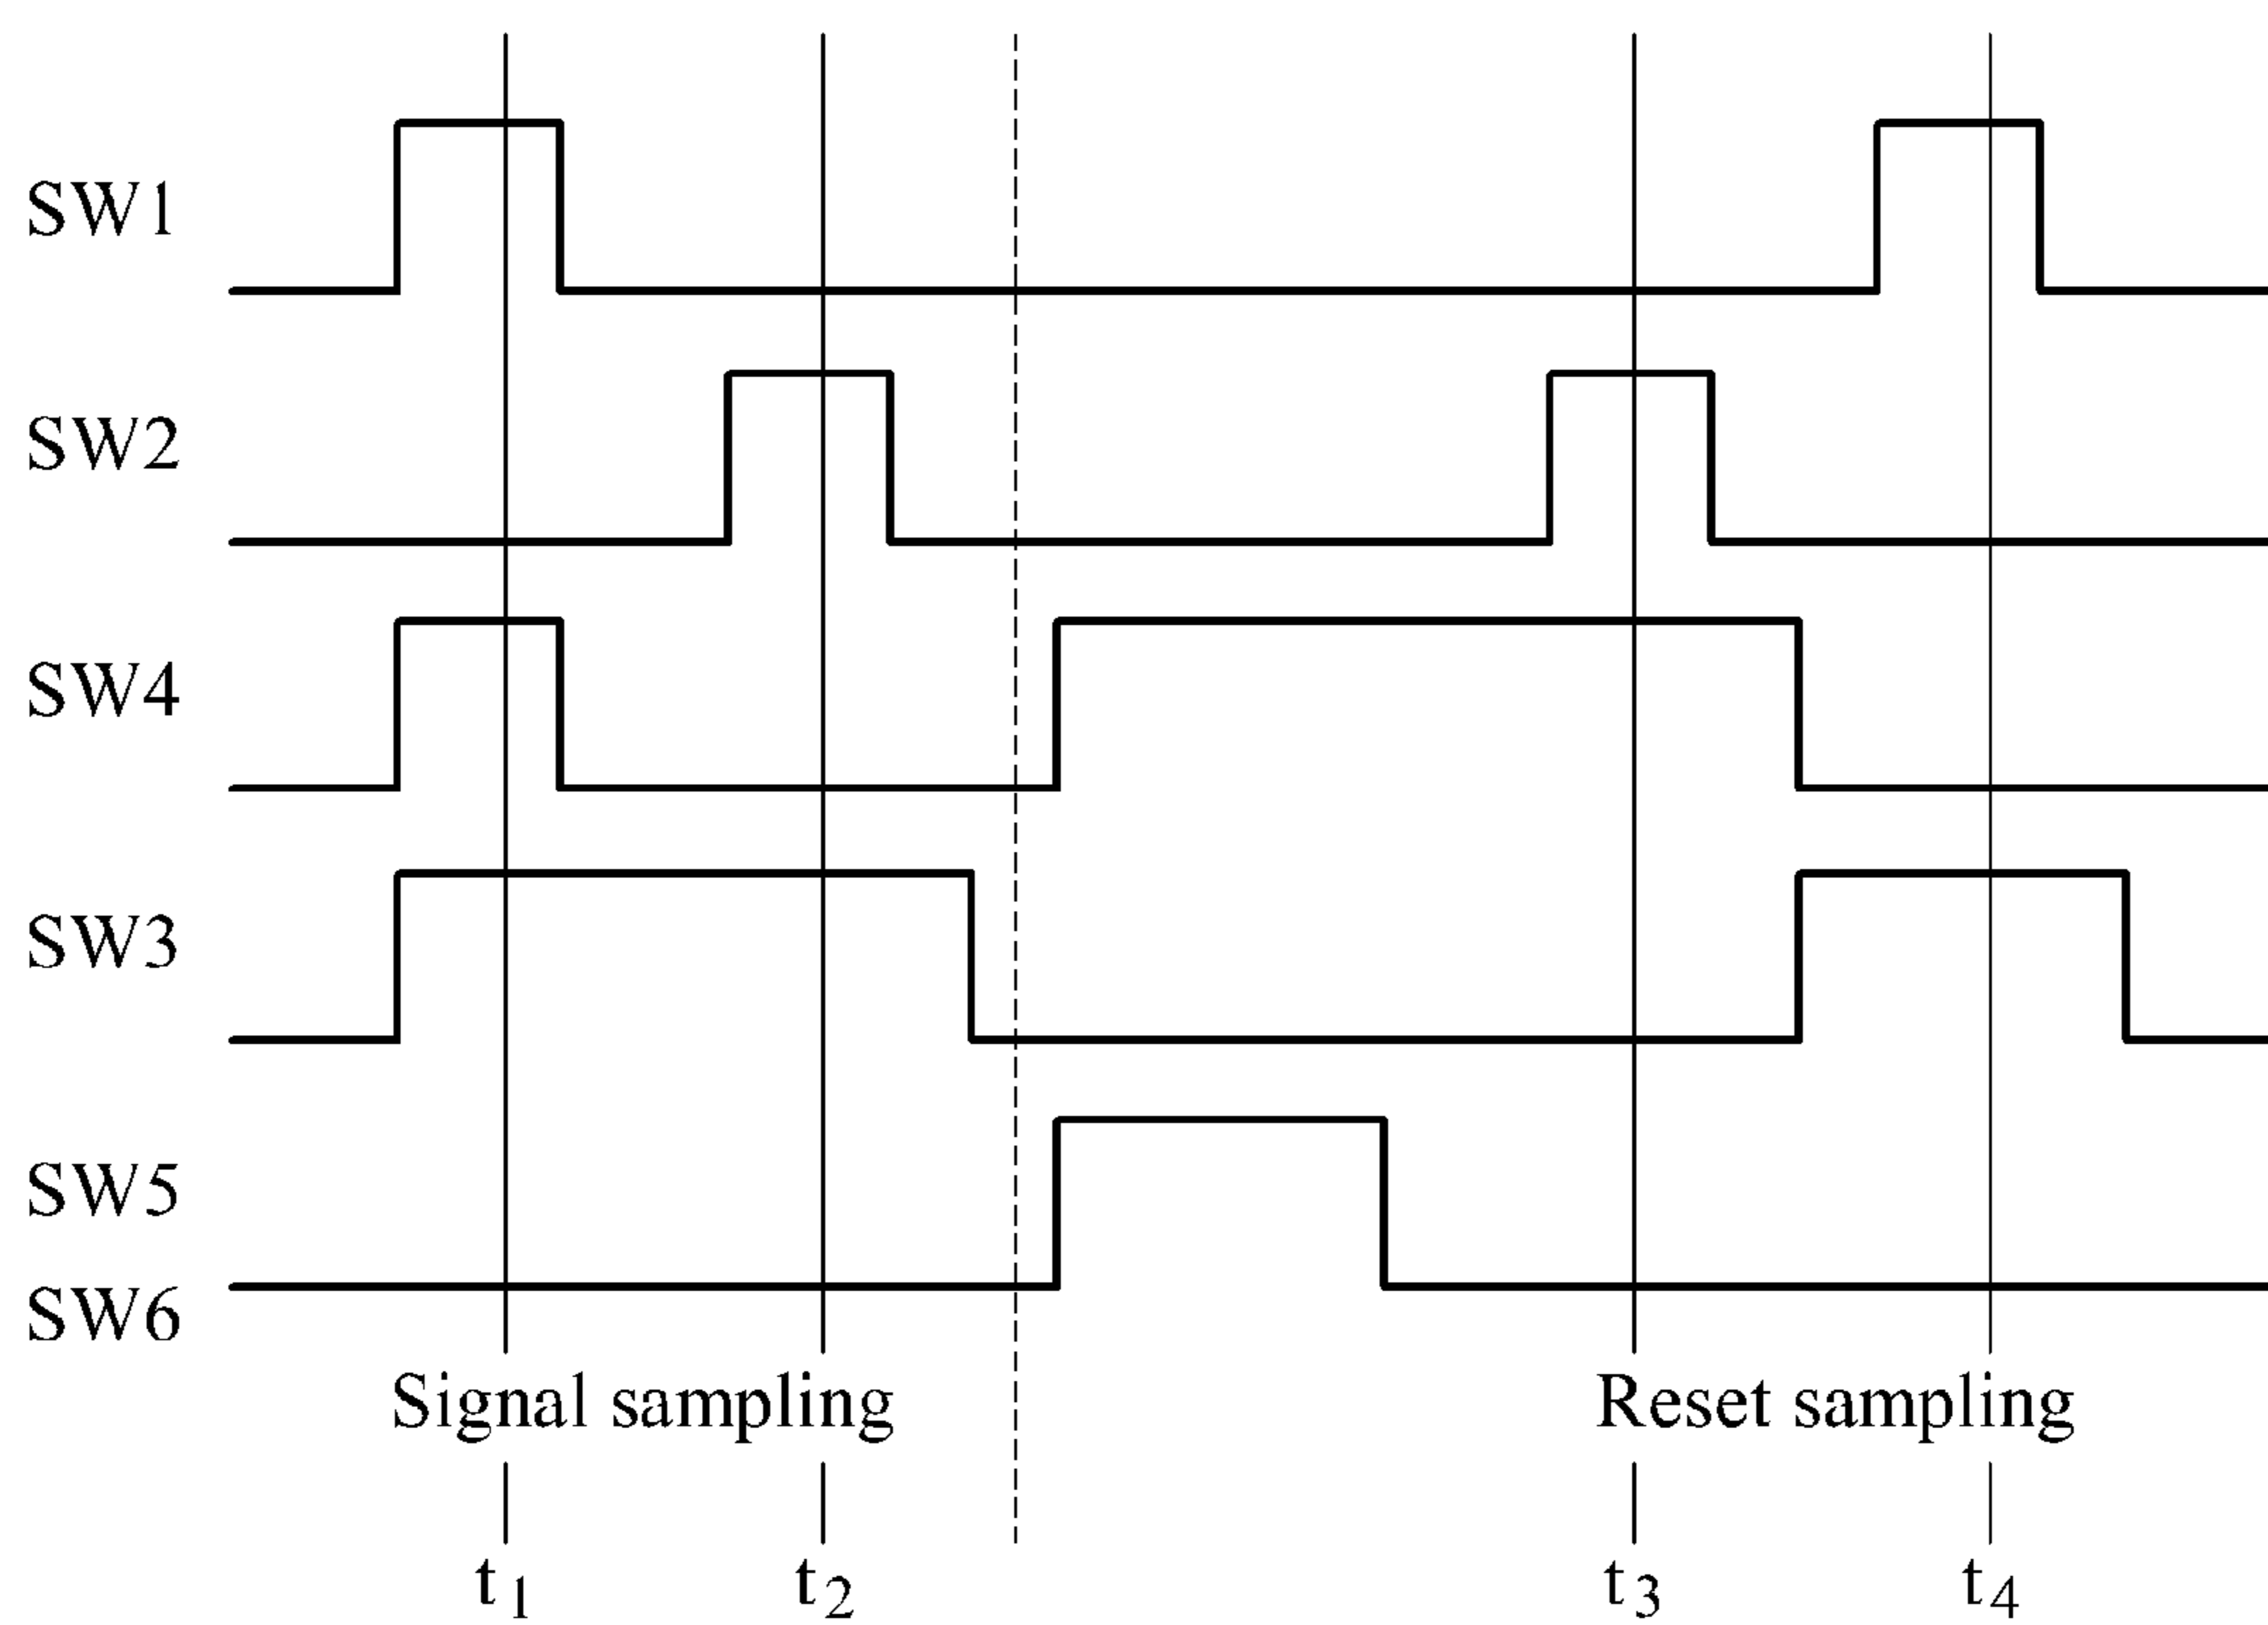 SW1
SW2
SW4
SW3
SW5
SW6
Signal sampling
Reset sampling
t1
t2
t3
t4